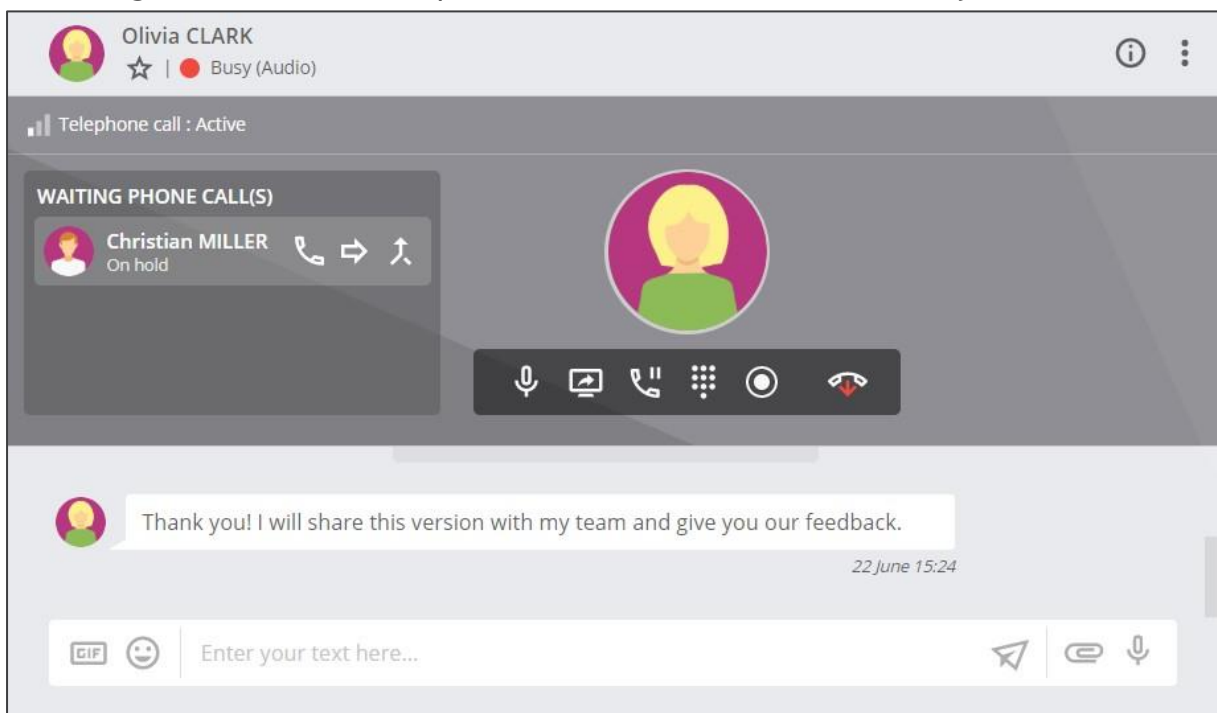 Olivia CLARK
| Busy (Audio)
Telephone call : Active
WAITING PHONE CALL(S)
Christian MILLER
On hold
Thank you! I will share this version with my team and give you our feedback.
22 June 15:24
GIF
Enter your text here...